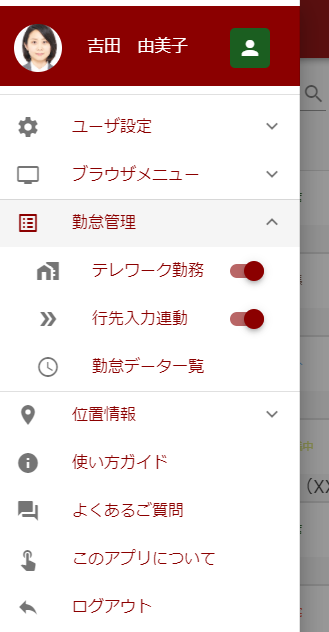 吉田　由美子
ユーザ設定
ブラウザメニュー
勤怠管理
テレワーク勤務
行先入力連動
勤怠データ一覧
位置情報
（XX
使い方ガイド
よくあるご質問
このアプリについて
ログアウト